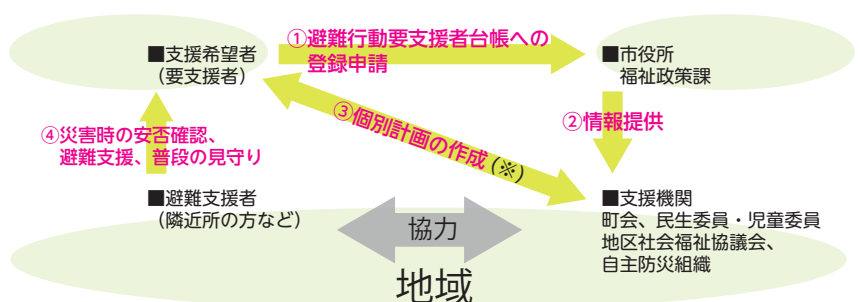 ■支援希望者
（要支援者）
①避難行動要支援者台帳への
登録申請
■市役所
福祉政策課
②情報提供
③個別計画の作成(※)
④災害時の安否確認、
避難支援、普段の見守り
■避難支援者
（隣近所の方など）
協力
■支援機関
町会、民生委員・児童委員
地区社会福祉協議会、
自主防災組織
地域